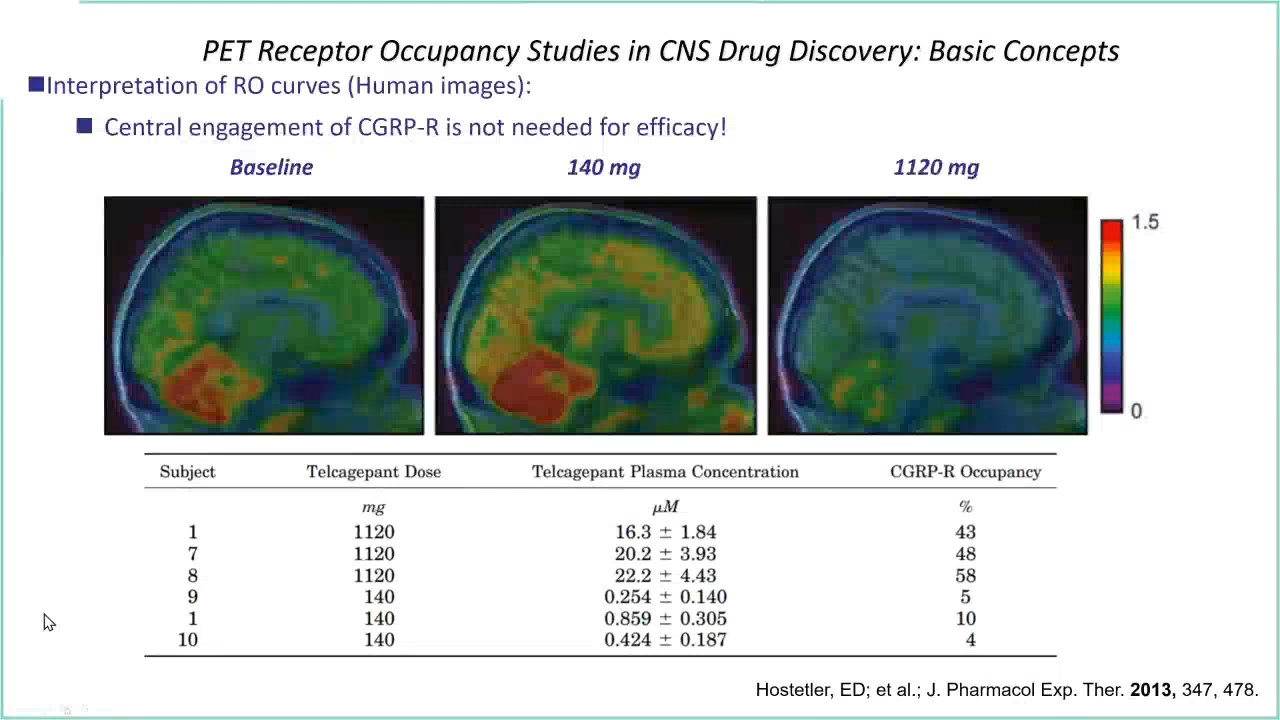 PET Receptor Occupancy Studies in CNS Drug Discovery: Basic Concepts
Interpretation of RO curves (Human images):
Central engagement of CGRP-R is not needed for efficacy!
Baseline 140 mg 1120 mg
1.5
0
Subject Telcagepant Dose Telcagepant Plasma Concentration CGRP-R Occupancy
mg μM %
1 1120 16.3 ± 1.84 43
7 1120 20.2 ± 3.93 48
8 1120 22.2 ± 4.43 58
9 140 0.254 ± 0.140 5
1 140 0.859 ± 0.305 10
10 140 0.424 ± 0.187 4
Hostetler, ED; et al.; J. Pharmacol Exp. Ther. 2013, 347, 478.